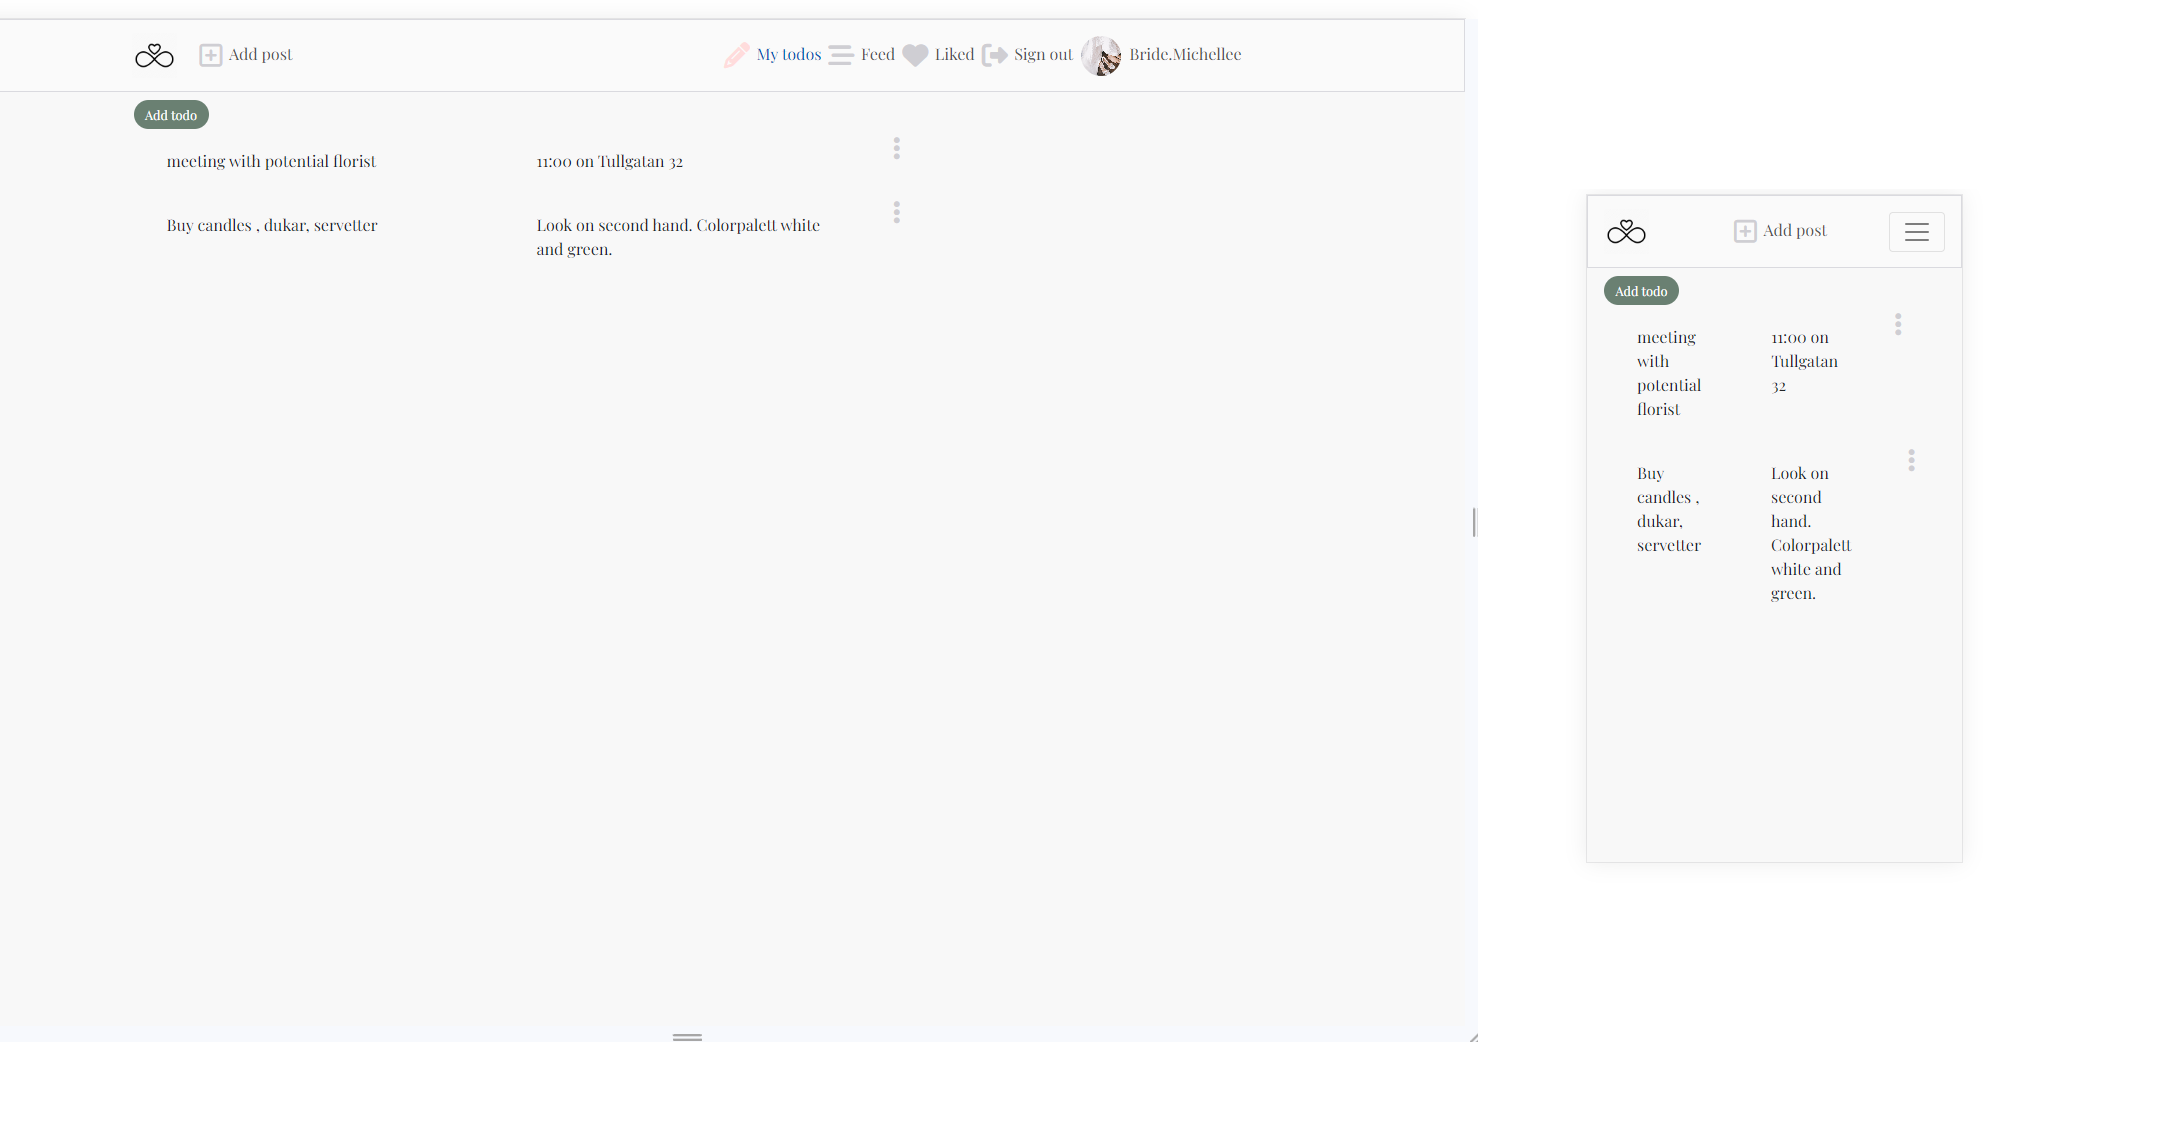 Add post
My todos
Feed
Liked
Sign out
Bride.Michellee
Add todo
meeting with potential florist
11:00 on Tullgatan 32
Buy candles , dukar, servetter
Look on second hand. Colorpalett white
and green.
Add post
Add todo
meeting
with
potential
florist
11:00 on
Tullgatan
32
Buy
candles ,
dukar,
servetter
Look on
second
hand.
Colorpalett
white and
green.